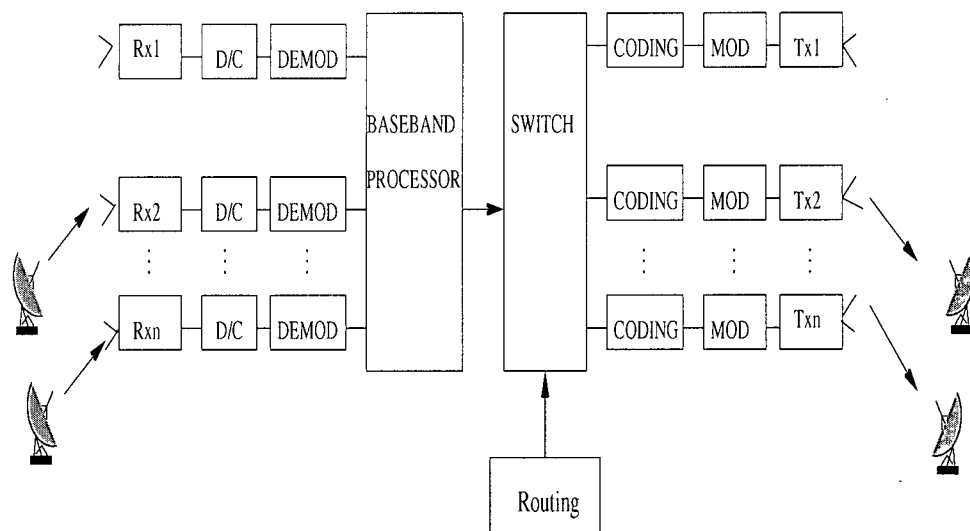 Rx1
D/C
DEMOD
BASEBAND
PROCESSOR
SWITCH
CODING
MOD
Tx1
Rx2
D/C
DEMOD
CODING
MOD
Tx2
Rxn
D/C
DEMOD
CODING
MOD
Txn
Routing